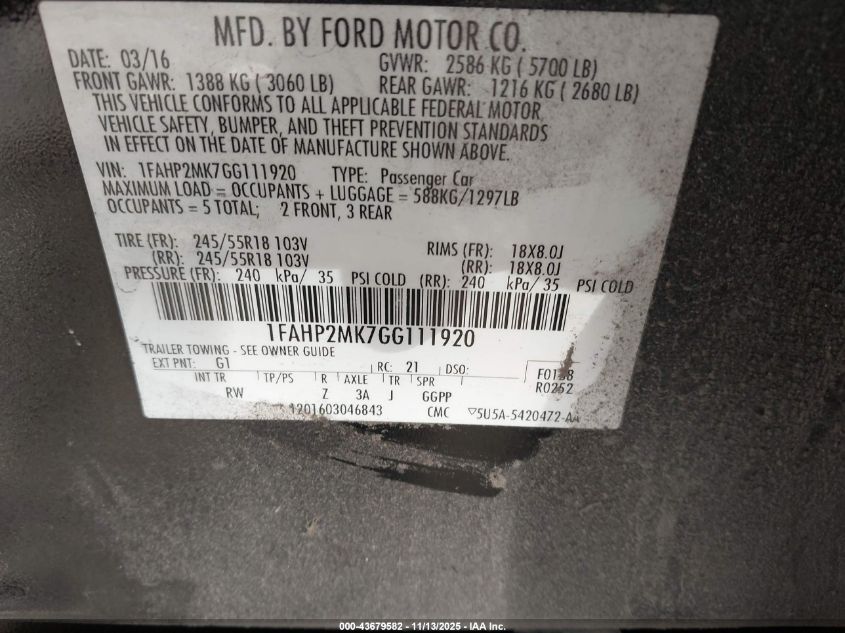 MFD. BY FORD MOTOR CO.
DATE: 03/16 GVWR: 2586 KG ( 5700 LB)
FRONT GAWR: 1388 KG ( 3060 LB) REAR GAWR: 1216 KG ( 2680 LB)
THIS VEHICLE CONFORMS TO ALL APPLICABLE FEDERAL MOTOR
VEHICLE SAFETY, BUMPER, AND THEFT PREVENTION STANDARDS
IN EFFECT ON THE DATE OF MANUFACTURE SHOWN ABOVE.
VIN: 1FAHP2MK7GG111920 TYPE: Passenger Car
MAXIMUM LOAD = OCCUPANTS + LUGGAGE = 588KG/1297LB
OCCUPANTS = 5 TOTAL; 2 FRONT, 3 REAR
TIRE (FR): 245/55R18 103V RIMS (FR): 18X8.0J
(RR): 245/55R18 103V (RR): 18X8.0J
PRESSURE (FR): 240 kPa/ 35 PSI COLD (RR): 240 kPa/ 35 PSI COLD
1FAHP2MK7GG111920
TRAILER TOWING - SEE OWNER GUIDE
EXT PNT: G1 RC: 21 DSO: R0252
INT TR TP/PS R AXLE TR SPR
RW Z 3A J GGPP
1201603046843 CMC ▽5U5A-5420472-AA
000-43679582 - 11/13/2025 - IAA Inc.